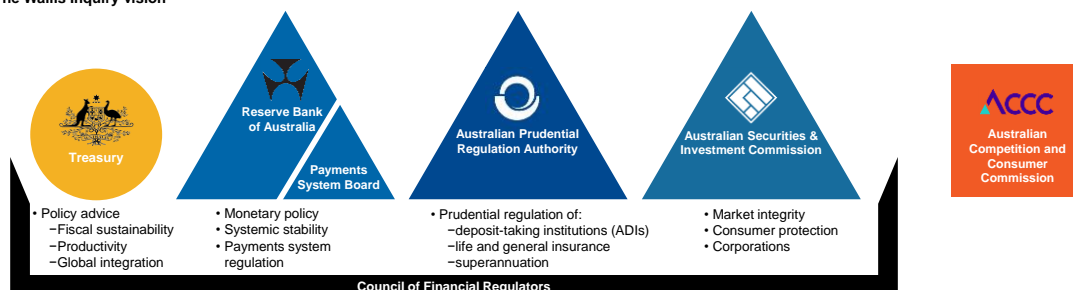 The Wallis Inquiry vision
Treasury
Reserve Bank
of Australia
Payments
System Board
Australian Prudential
Regulation Authority
Australian Securities &
Investment Commission
ACCC
Australian
Competition and
Consumer
Commission
• Policy advice
−Fiscal sustainability
−Productivity
−Global integration
• Monetary policy
• Systemic stability
• Payments system
regulation
• Prudential regulation of:
−deposit-taking institutions (ADIs)
−life and general insurance
−superannuation
• Market integrity
• Consumer protection
• Corporations
Council of Financial Regulators